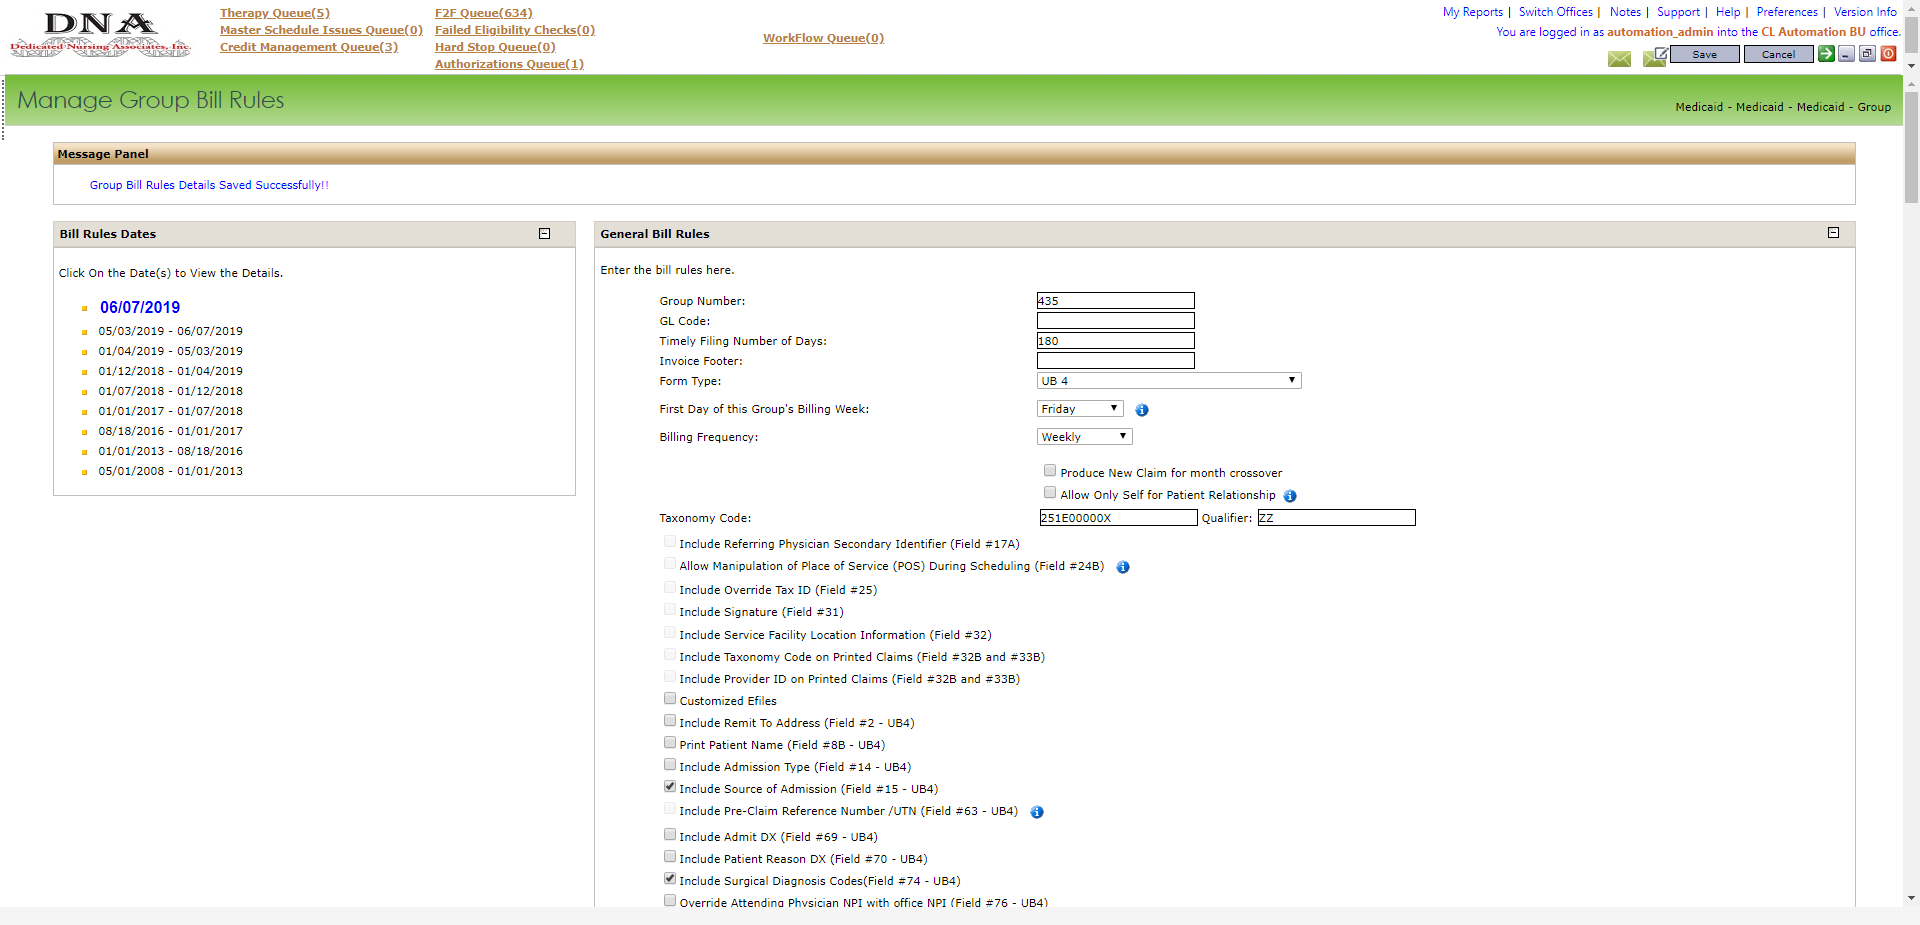 DNA
Dedicated Nursing Associates, Inc.
Therapy Queue(5)
Master Schedule Issues Queue(0)
Credit Management Queue(3)
F2F Queue(634)
Failed Eligibility Checks(0)
Hard Stop Queue(0)
Authorizations Queue(1)
WorkFlow Queue(0)
My Reports | Switch Offices | Notes | Support | Help | Preferences | Version Info
You are logged in as automation_admin into the CL Automation BU office.
Save Cancel
Manage Group Bill Rules
Medicaid - Medicaid - Medicaid - Group
Message Panel
Group Bill Rules Details Saved Successfully!!
Bill Rules Dates
Click On the Date(s) to View the Details.
06/07/2019
05/03/2019 - 06/07/2019
01/04/2019 - 05/03/2019
01/12/2018 - 01/04/2019
01/07/2018 - 01/12/2018
01/01/2017 - 01/07/2018
08/18/2016 - 01/01/2017
01/01/2013 - 08/18/2016
05/01/2008 - 01/01/2013
General Bill Rules
Enter the bill rules here.
Group Number: 435
GL Code:
Timely Filing Number of Days: 180
Invoice Footer:
Form Type: UB 4
First Day of this Group's Billing Week: Friday
Billing Frequency: Weekly
Produce New Claim for month crossover
Allow Only Self for Patient Relationship
Taxonomy Code: 251E00000X Qualifier: ZZ
Include Referring Physician Secondary Identifier (Field #17A)
Allow Manipulation of Place of Service (POS) During Scheduling (Field #24B)
Include Override Tax ID (Field #25)
Include Signature (Field #31)
Include Service Facility Location Information (Field #32)
Include Taxonomy Code on Printed Claims (Field #32B and #33B)
Include Provider ID on Printed Claims (Field #32B and #33B)
Customized Efiles
Include Remit To Address (Field #2 - UB4)
Print Patient Name (Field #8B - UB4)
Include Admission Type (Field #14 - UB4)
Include Source of Admission (Field #15 - UB4)
Include Pre-Claim Reference Number /UTN (Field #63 - UB4)
Include Admit DX (Field #69 - UB4)
Include Patient Reason DX (Field #70 - UB4)
Include Surgical Diagnosis Codes(Field #74 - UB4)
Override Attending Physician NPI with office NPI (Field #76 - UB4)